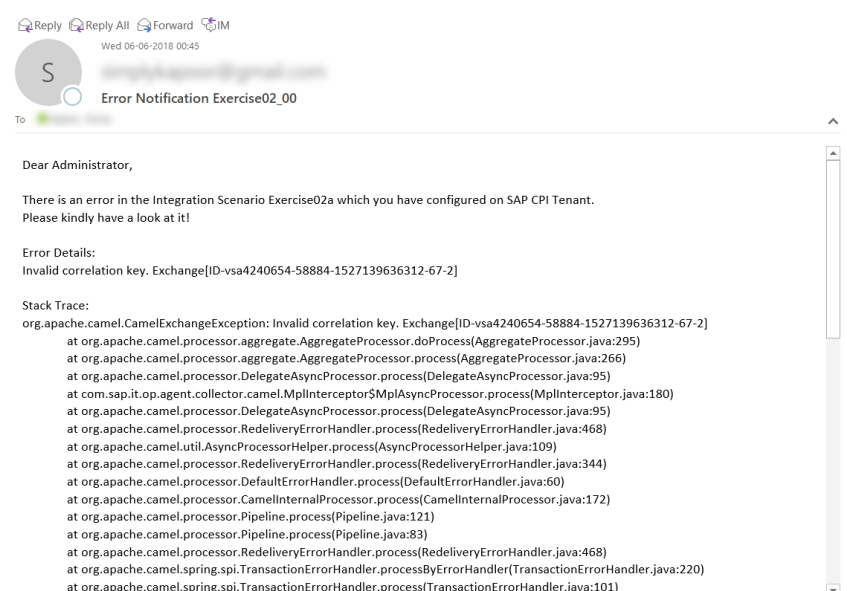 Reply Reply All Forward IM
Wed 06-06-2018 00:45
S
Error Notification Exercise02_00
To
Dear Administrator,
There is an error in the Integration Scenario Exercise02a which you have configured on SAP CPI Tenant.
Please kindly have a look at it!
Error Details:
Invalid correlation key. Exchange[ID-vsa4240654-58884-1527139636312-67-2]
Stack Trace:
org.apache.camel.CamelExchangeException: Invalid correlation key. Exchange[ID-vsa4240654-58884-1527139636312-67-2]
at org.apache.camel.processor.aggregate.AggregateProcessor.doProcess(AggregateProcessor.java:295)
at org.apache.camel.processor.aggregate.AggregateProcessor.process(AggregateProcessor.java:266)
at org.apache.camel.processor.DelegateAsyncProcessor.process(DelegateAsyncProcessor.java:95)
at com.sap.it.op.agent.collector.camel.MplInterceptor$MplAsyncProcessor.process(MplInterceptor.java:180)
at org.apache.camel.processor.DelegateAsyncProcessor.process(DelegateAsyncProcessor.java:95)
at org.apache.camel.processor.RedeliveryErrorHandler.process(RedeliveryErrorHandler.java:468)
at org.apache.camel.util.AsyncProcessorHelper.process(AsyncProcessorHelper.java:109)
at org.apache.camel.processor.RedeliveryErrorHandler.process(RedeliveryErrorHandler.java:344)
at org.apache.camel.processor.DefaultErrorHandler.process(DefaultErrorHandler.java:60)
at org.apache.camel.processor.CamelInternalProcessor.process(CamelInternalProcessor.java:172)
at org.apache.camel.processor.Pipeline.process(Pipeline.java:121)
at org.apache.camel.processor.Pipeline.process(Pipeline.java:83)
at org.apache.camel.processor.RedeliveryErrorHandler.process(RedeliveryErrorHandler.java:468)
at org.apache.camel.spring.spi.TransactionErrorHandler.processByErrorHandler(TransactionErrorHandler.java:220)
at org.apache.camel.spring.spi.TransactionErrorHandler.process(TransactionErrorHandler.java:101)